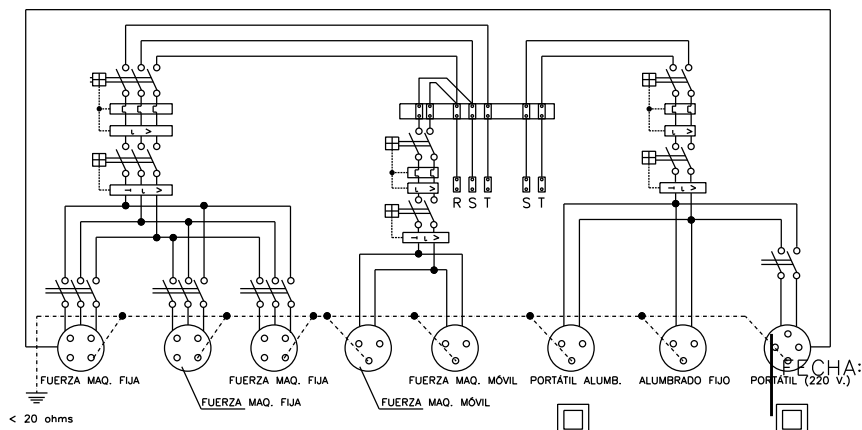 R S T
S T
FUERZA MAQ. FIJA
FUERZA MAQ. FIJA
FUERZA MAQ. MÓVIL
PORTÁTIL ALUMB.
ALUMBRADO FIJO
PORTÁTIL (220 V.)
FECHA:
FUERZA MAQ. FIJA
FUERZA MAQ. MÓVIL
< 20 ohms